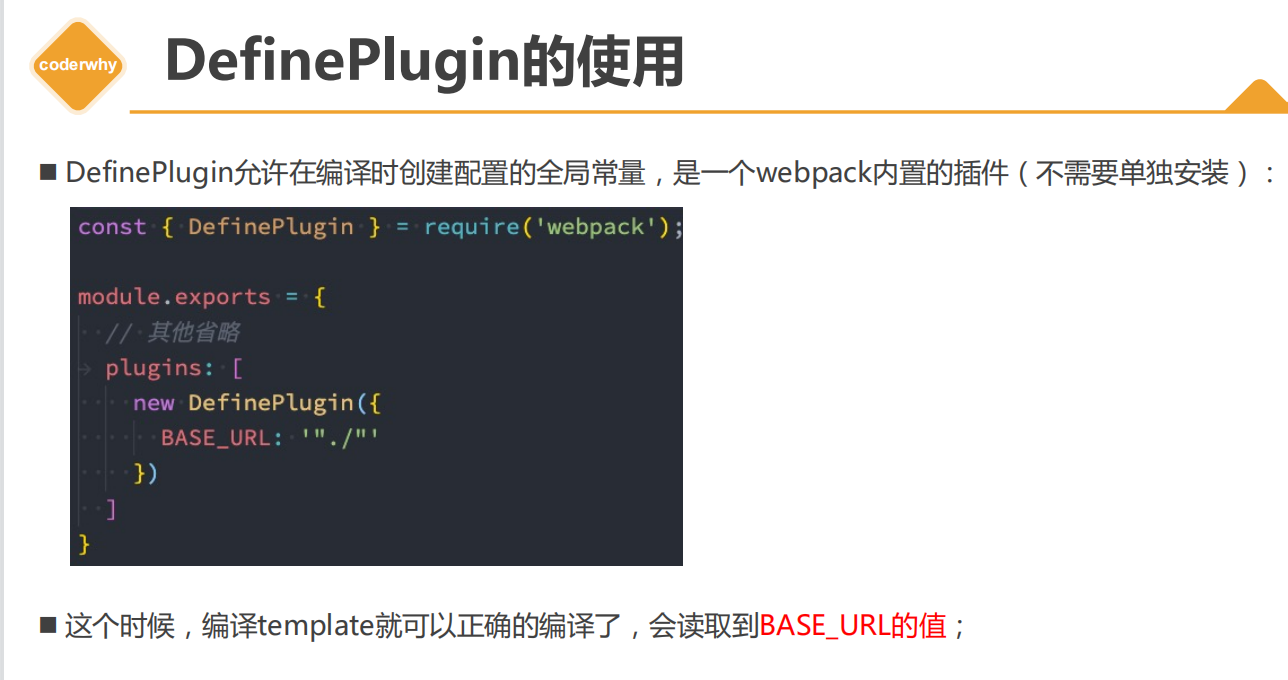 coderwhy
DefinePlugin的使用
DefinePlugin允许在编译时创建配置的全局常量，是一个webpack内置的插件（不需要单独安装）：
const { DefinePlugin } = require('webpack');
module.exports = {
// 其他省略
plugins: [
new DefinePlugin({
BASE_URL: '"./"'
})
]
}
这个时候，编译template就可以正确的编译了，会读取到BASE_URL的值；